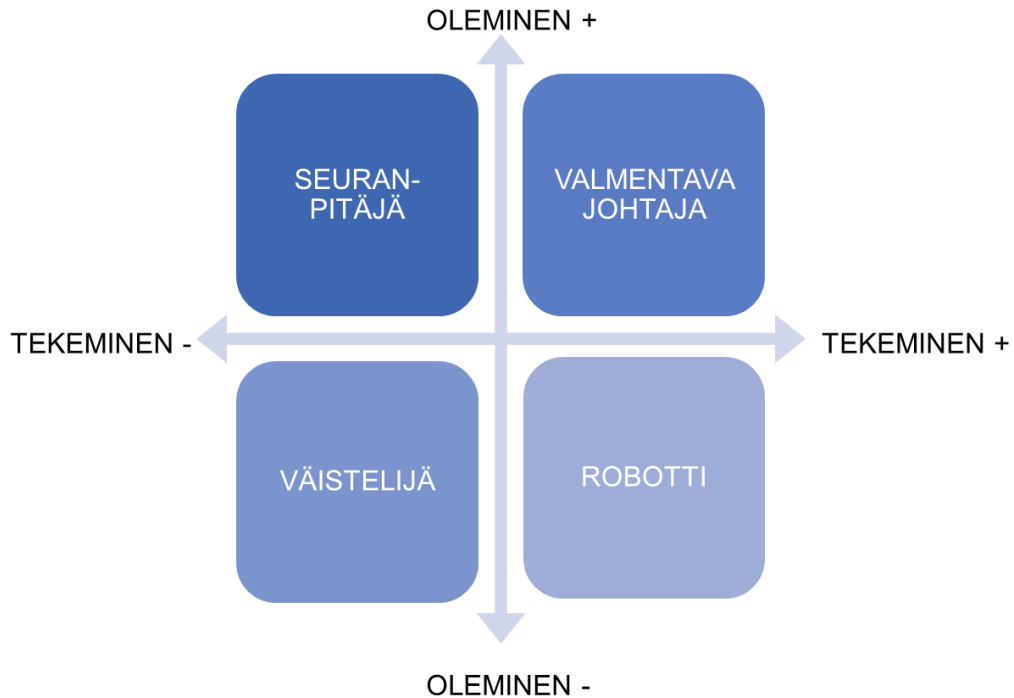 OLEMINEN +
SEURAN-
PITÄJÄ
VALMENTAVA
JOHTAJA
TEKEMINEN -
TEKEMINEN +
VÄISTELIJÄ
ROBOTTI
OLEMINEN -